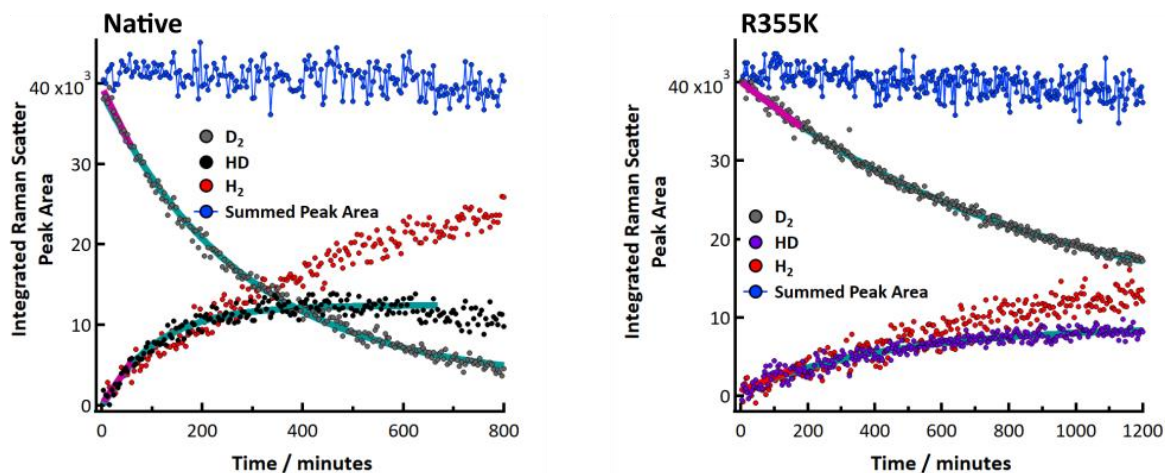 Native
Integrated Raman Scatter
Peak Area
40 x10³
30
20
10
0
D₂
HD
H₂
Summed Peak Area
0
200
400
600
800
Time / minutes
R355K
Integrated Raman Scatter
Peak Area
40 x10³
30
20
10
0
D₂
HD
H₂
Summed Peak Area
0
200
400
600
800
1000
1200
Time / minutes